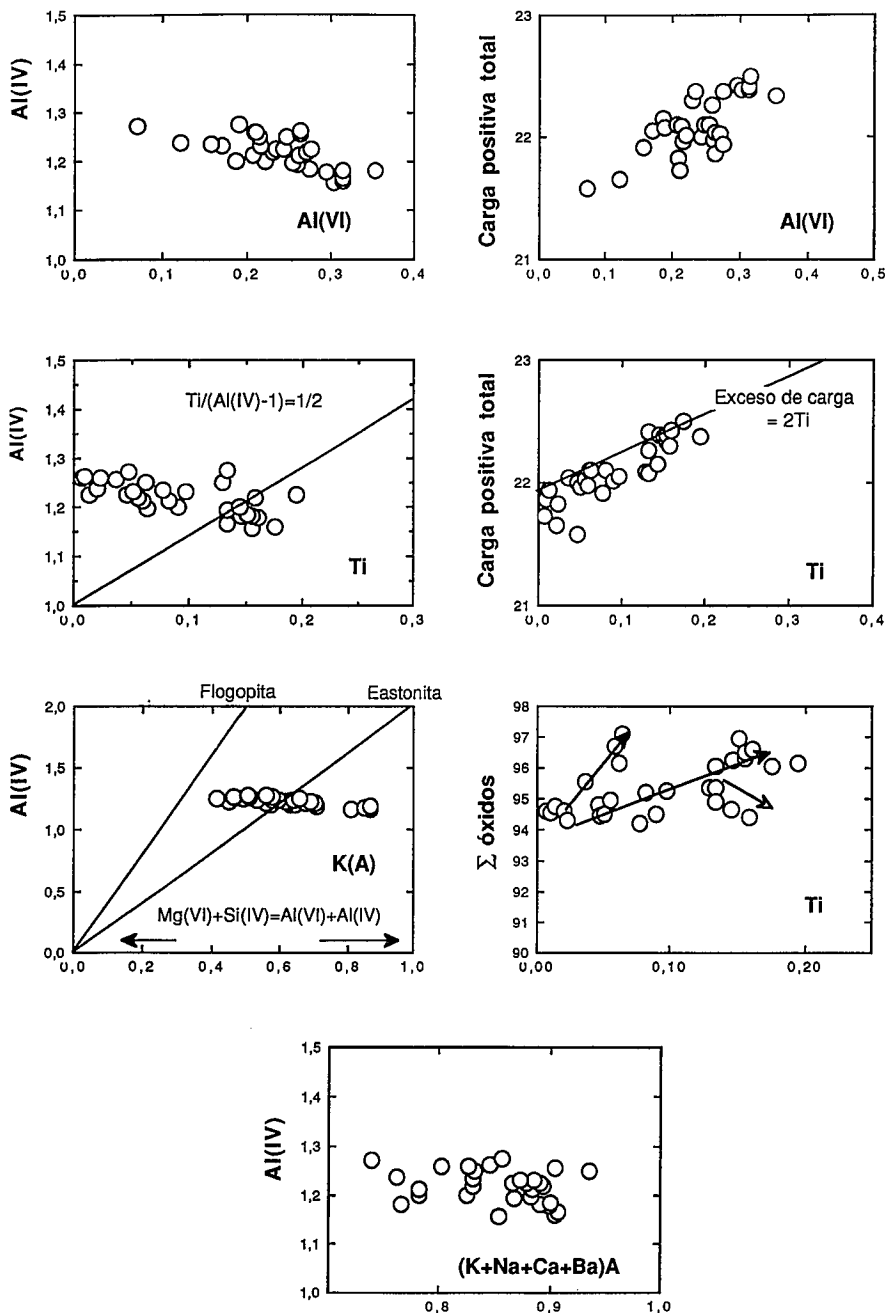 1,5
1,4
1,3
1,2
1,1
1,0
Al(IV)
Al(VI)
0,0 0,1 0,2 0,3 0,4
23
22
21
Carga positiva total
Al(VI)
0,0 0,1 0,2 0,3 0,4 0,5
1,5
1,4
1,3
1,2
1,1
1,0
Al(IV)
Ti/(Al(IV)-1)=1/2
Ti
0,0 0,1 0,2 0,3
23
22
21
Carga positiva total
Exceso de carga
= 2Ti
Ti
0,0 0,1 0,2 0,3 0,4
Flogopita Eastonita
2,0
1,5
1,0
0,5
0,0
Al(IV)
K(A)
Mg(VI)+Si(IV)=Al(VI)+Al(IV)
0,0 0,2 0,4 0,6 0,8 1,0
98
97
96
95
94
93
92
91
90
Σ óxidos
Ti
0,00 0,10 0,20
1,5
1,4
1,3
1,2
1,1
1,0
Al(IV)
(K+Na+Ca+Ba)A
0,8 0,9 1,0